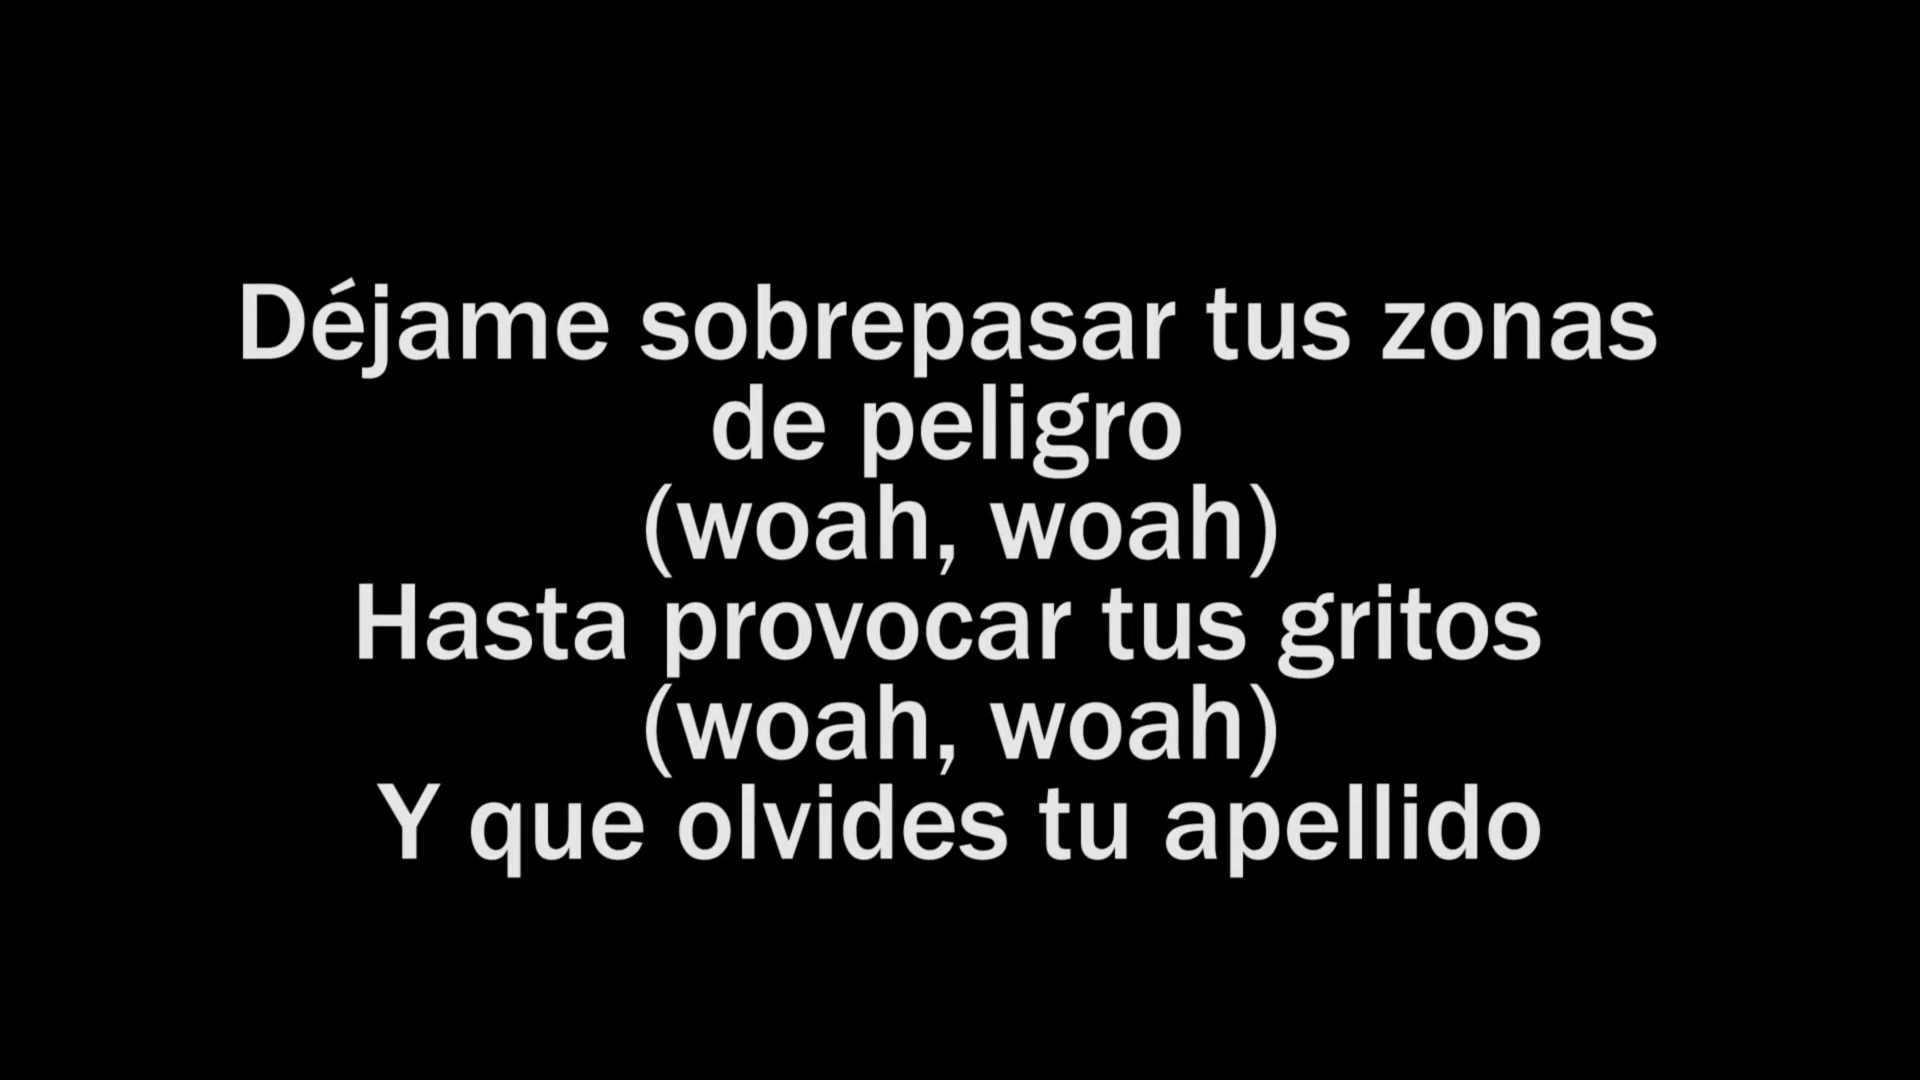 Déjame sobrepasar tus zonas
de peligro
(woah, woah)
Hasta provocar tus gritos
(woah, woah)
Y que olvides tu apellido